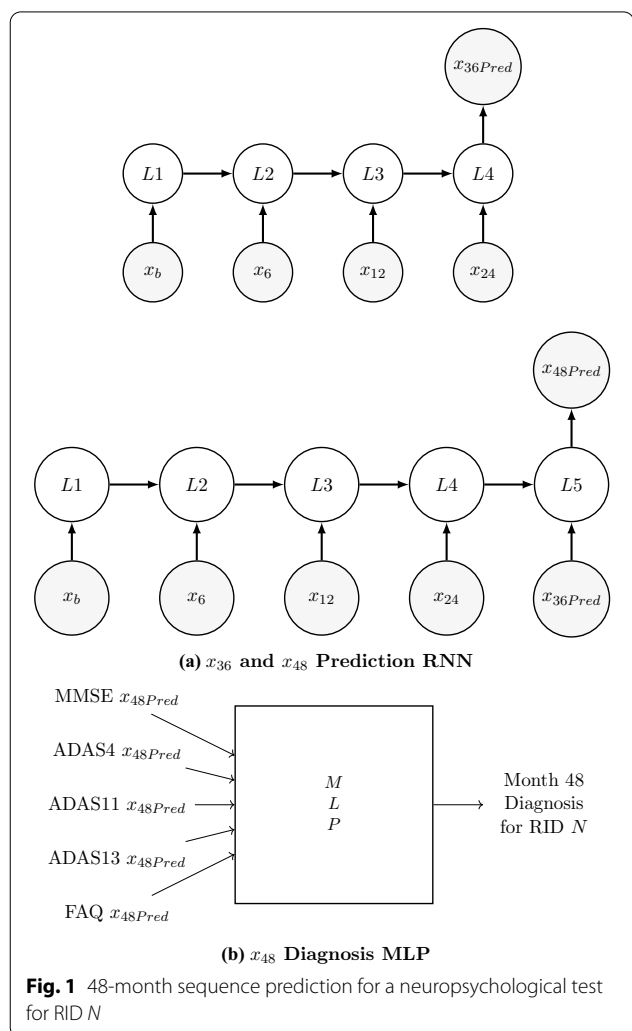 x36Pred
L1 L2 L3 L4
xb x6 x12 x24
x48Pred
L1 L2 L3 L4 L5
xb x6 x12 x24 x36Pred
(a) x36 and x48 Prediction RNN
MMSE x48Pred
ADAS4 x48Pred
ADAS11 x48Pred
ADAS13 x48Pred
FAQ x48Pred
M
L
P
Month 48
Diagnosis
for RID N
(b) x48 Diagnosis MLP
Fig. 1 48-month sequence prediction for a neuropsychological test
for RID N